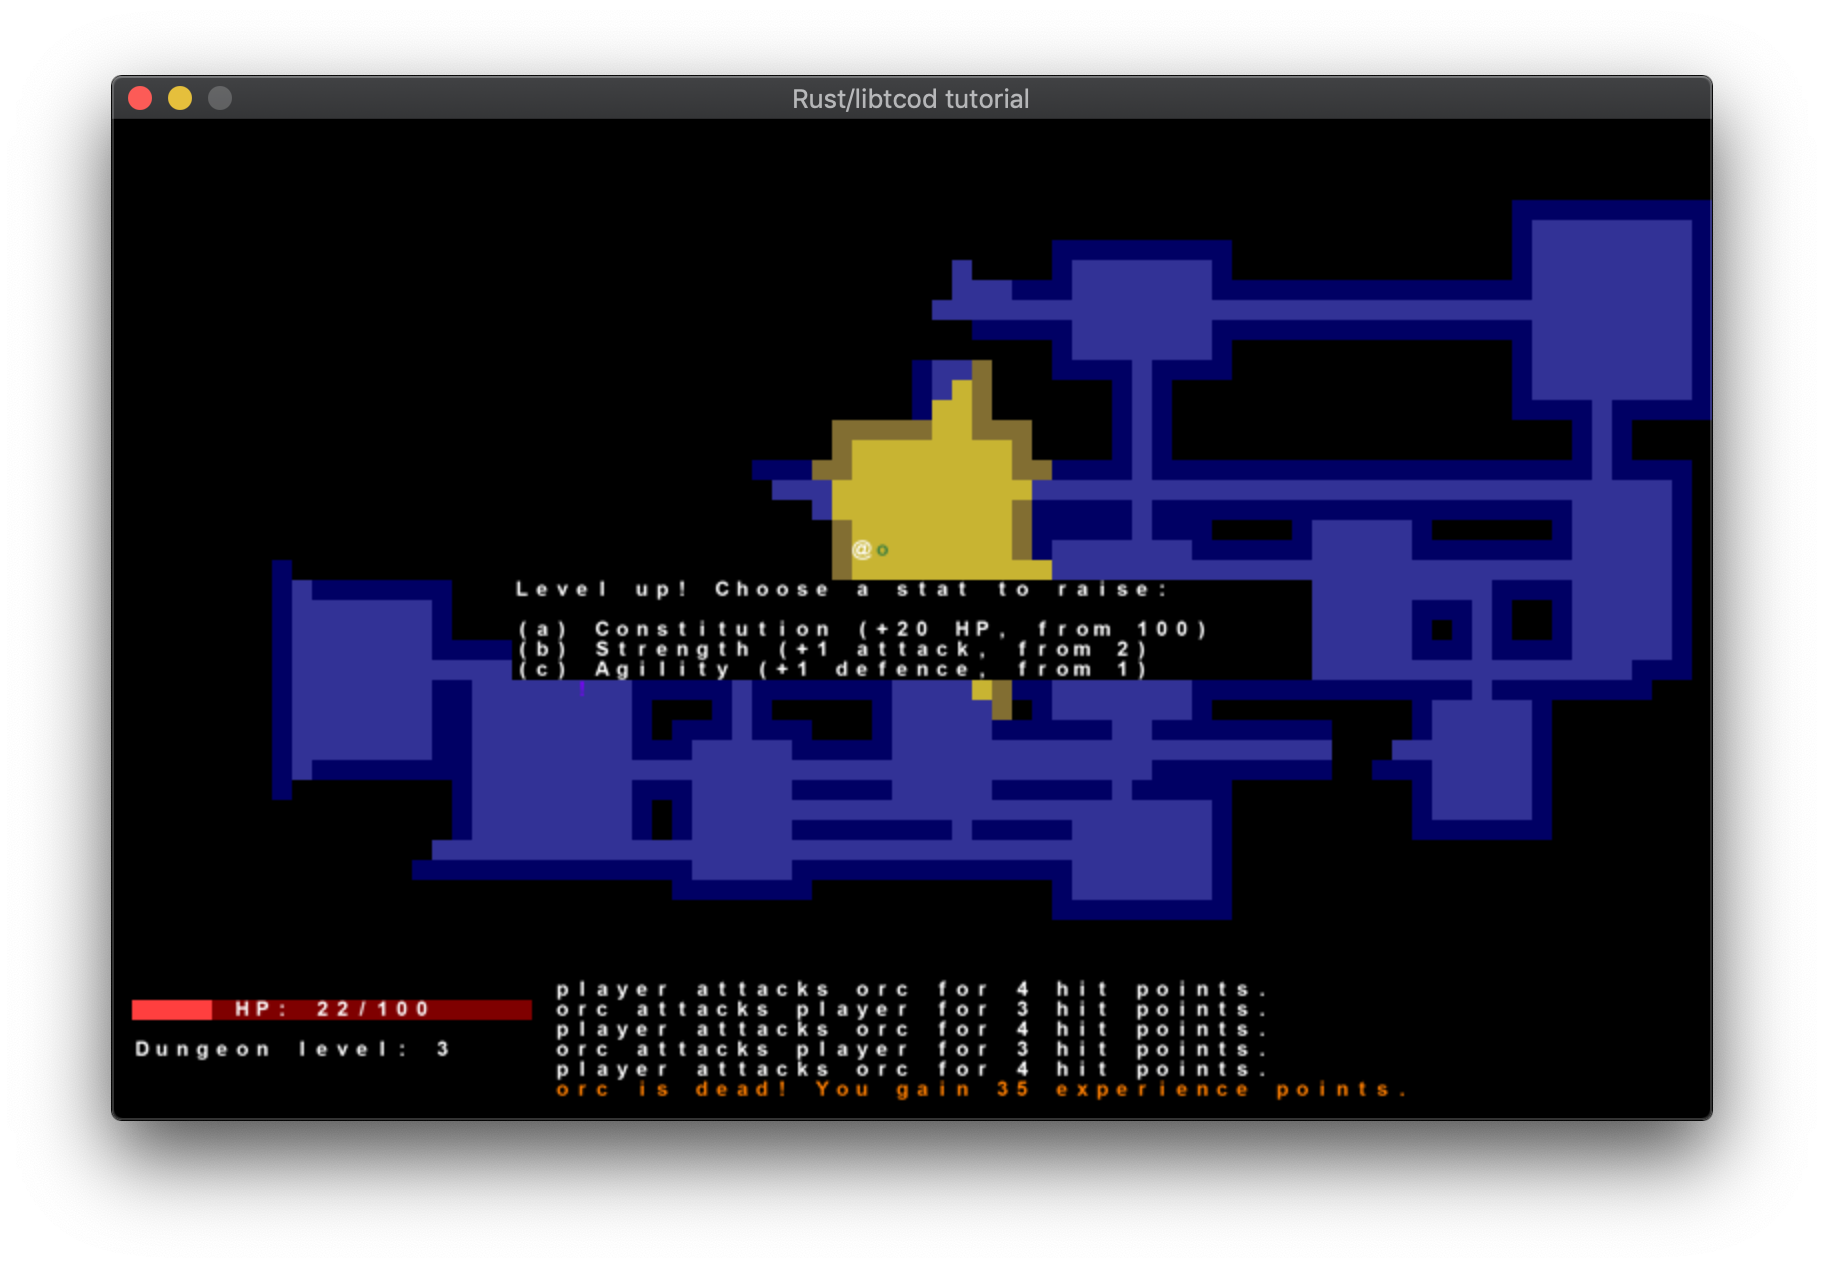 Rust/libtcod tutorial
@o
Level up! Choose a stat to raise:
(a) Constitution (+20 HP, from 100)
(b) Strength (+1 attack, from 2)
(c) Agility (+1 defence, from 1)
!
player attacks orc for 4 hit points.
HP: 22/100
orc attacks player for 3 hit points.
player attacks orc for 4 hit points.
Dungeon level: 3
orc attacks player for 3 hit points.
player attacks orc for 4 hit points.
orc is dead! You gain 35 experience points.